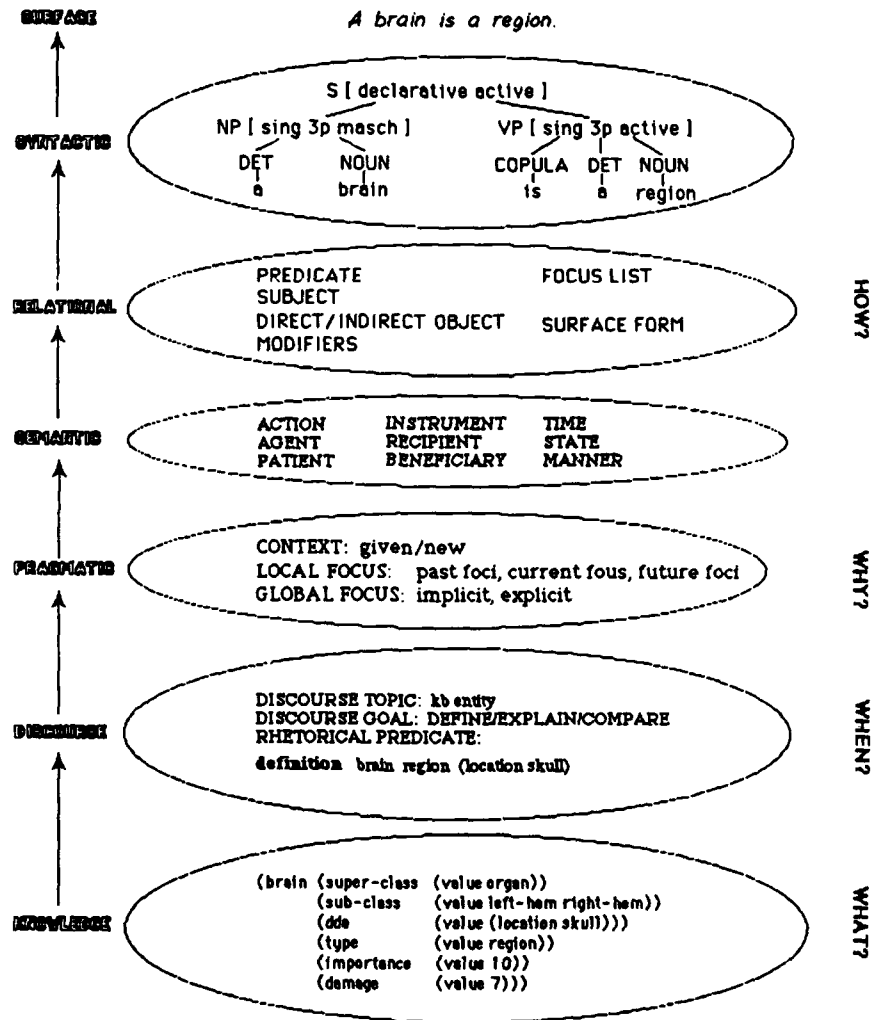 SURFACE A brain is a region.
S [ declarative active ]
SYNTACTIC NP [ sing 3p masch ] VP [ sing 3p active ]
DET NOUN COPULA DET NOUN
a brain is a region
PREDICATE FOCUS LIST
SUBJECT
RELATIONAL DIRECT/INDIRECT OBJECT SURFACE FORM
MODIFIERS
HOW?
ACTION INSTRUMENT TIME
SEMANTIC AGENT RECIPIENT STATE
PATIENT BENEFICIARY MANNER
CONTEXT: given/new
PRAGMATIC LOCAL FOCUS: past foci, current fous, future foci
GLOBAL FOCUS: implicit, explicit
WHY?
DISCOURSE TOPIC: kb entity
DISCOURSE GOAL: DEFINE/EXPLAIN/COMPARE
DISCOURSE RHETORICAL PREDICATE:
definition brain region (location skull)
WHEN?
(brain (super-class (value organ))
(sub-class (value left-hem right-hem))
KNOWLEDGE (dda (value (location skull)))
(type (value region))
(importance (value 10))
(damage (value 7)))
WHAT?